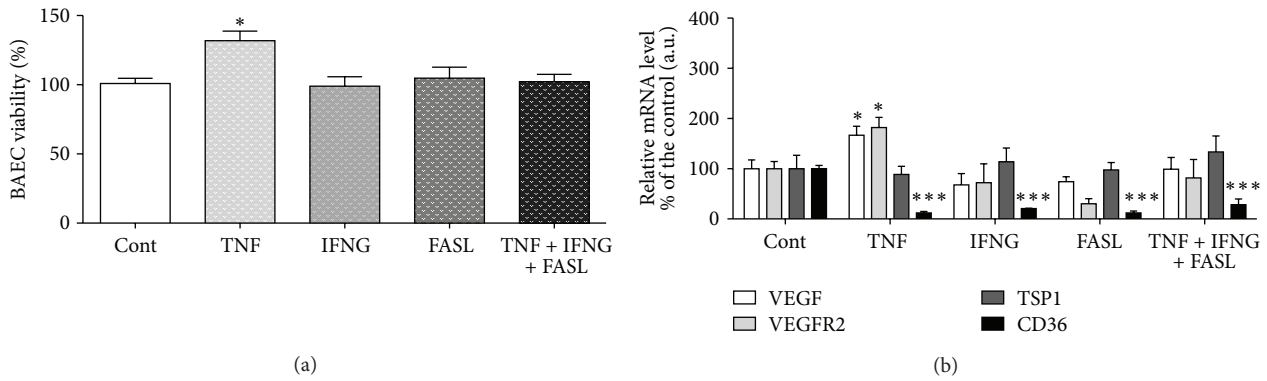 BAEC viability (%)
150
100
50
0
*
Cont
TNF
IFNG
FASL
TNF + IFNG
+ FASL
(a)
Relative mRNA level
% of the control (a.u.)
400
300
200
100
0
* *
***
***
***
***
Cont
TNF
IFNG
FASL
TNF + IFNG
+ FASL
VEGF
VEGFR2
TSP1
CD36
(b)